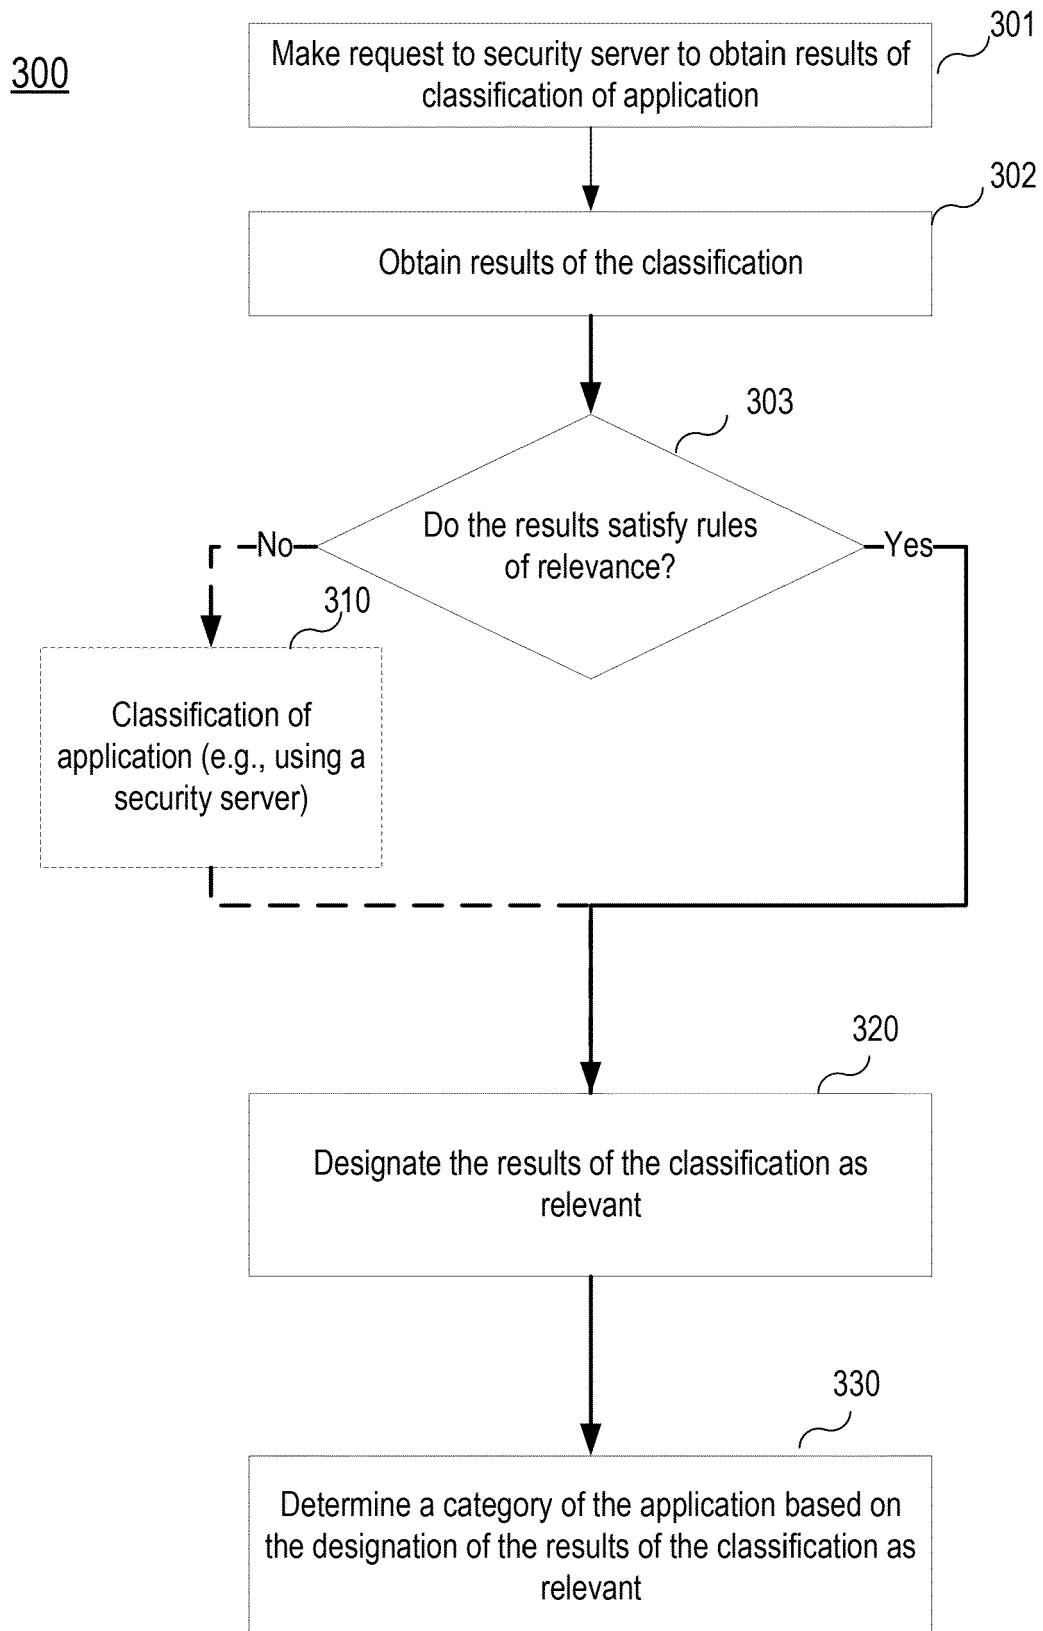 300
301
Make request to security server to obtain results of
classification of application
302
Obtain results of the classification
303
Do the results satisfy rules
of relevance?
No
Yes
310
Classification of
application (e.g., using a
security server)
320
Designate the results of the classification as
relevant
330
Determine a category of the application based on
the designation of the results of the classification as
relevant